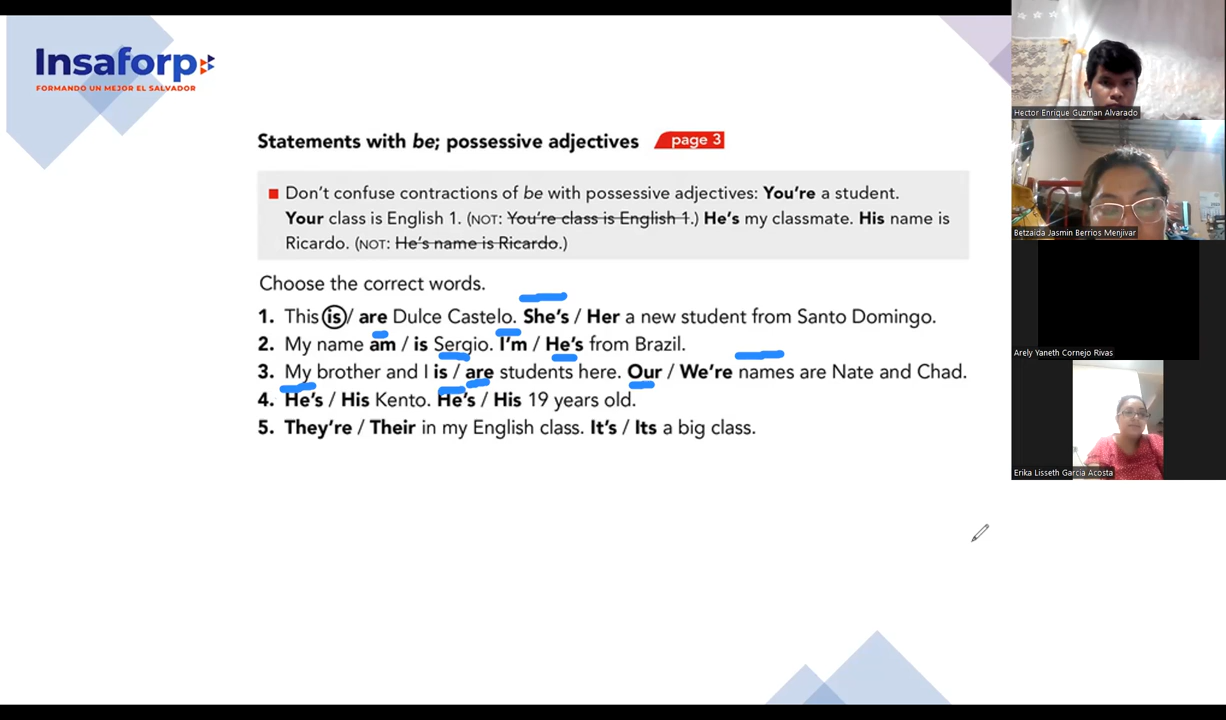 Insaforp
FORMANDO UN MEJOR EL SALVADOR
Statements with be; possessive adjectives page 3
Don't confuse contractions of be with possessive adjectives: You're a student.
Your class is English 1. (NOT: You're class is English 1.) He's my classmate. His name is
Ricardo. (NOT: He's name is Ricardo.)
Choose the correct words.
1. This is / are Dulce Castelo. She's / Her a new student from Santo Domingo.
2. My name am / is Sergio. I'm / He's from Brazil.
3. My brother and I is / are students here. Our / We're names are Nate and Chad.
4. He's / His Kento. He's / His 19 years old.
5. They're / Their in my English class. It's / Its a big class.
Hector Enrique Guzman Alvarado
Betzaida Jasmin Berrios Menjivar
Arely Yaneth Cornejo Rivas
Erika Lisseth Garcia Acosta